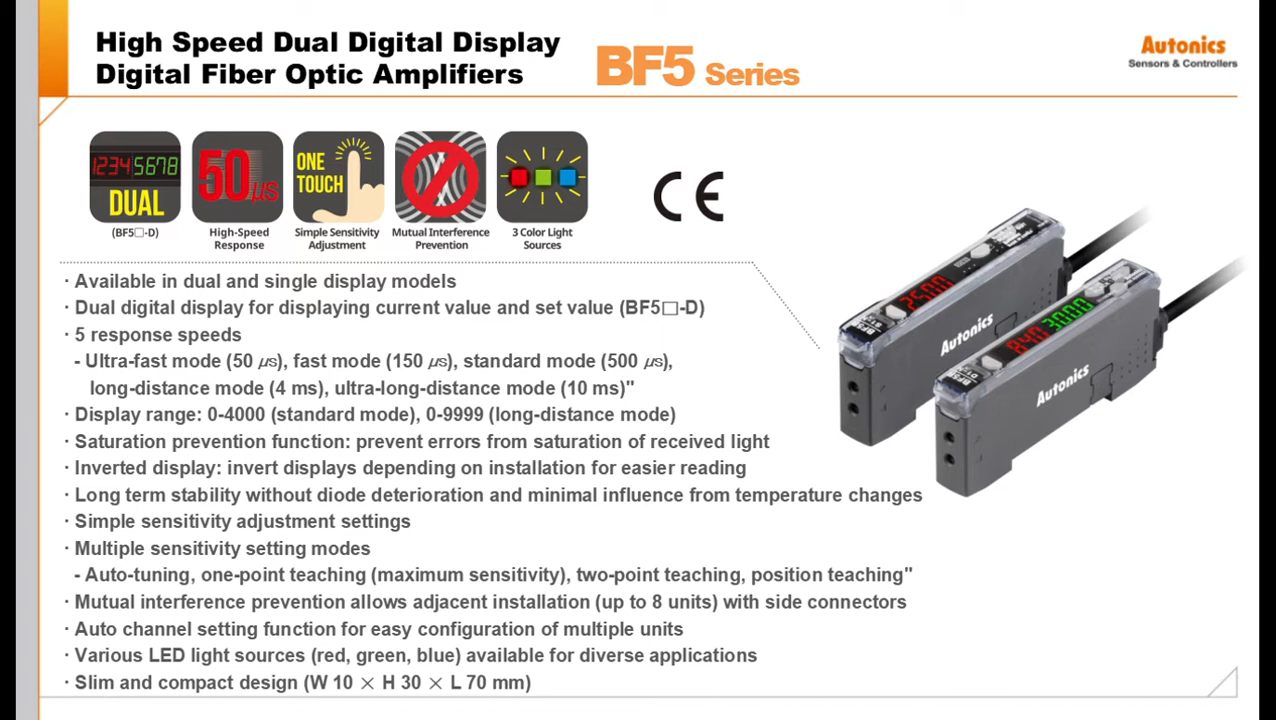 High Speed Dual Digital Display
Digital Fiber Optic Amplifiers
BF5 Series
Autonics
Sensors & Controllers
1234 5678
DUAL
(BF5□-D)
50 μs
High-Speed
Response
ONE
TOUCH
Simple Sensitivity
Adjustment
Mutual Interference
Prevention
3 Color Light
Sources
CE
· Available in dual and single display models
· Dual digital display for displaying current value and set value (BF5□-D)
· 5 response speeds
- Ultra-fast mode (50 ㎲), fast mode (150 ㎲), standard mode (500 ㎲),
long-distance mode (4 ms), ultra-long-distance mode (10 ms)"
· Display range: 0-4000 (standard mode), 0-9999 (long-distance mode)
· Saturation prevention function: prevent errors from saturation of received light
· Inverted display: invert displays depending on installation for easier reading
· Long term stability without diode deterioration and minimal influence from temperature changes
· Simple sensitivity adjustment settings
· Multiple sensitivity setting modes
- Auto-tuning, one-point teaching (maximum sensitivity), two-point teaching, position teaching"
· Mutual interference prevention allows adjacent installation (up to 8 units) with side connectors
· Auto channel setting function for easy configuration of multiple units
· Various LED light sources (red, green, blue) available for diverse applications
· Slim and compact design (W 10 × H 30 × L 70 mm)
2500
BF5
Autonics
840 3000
BF5
Autonics